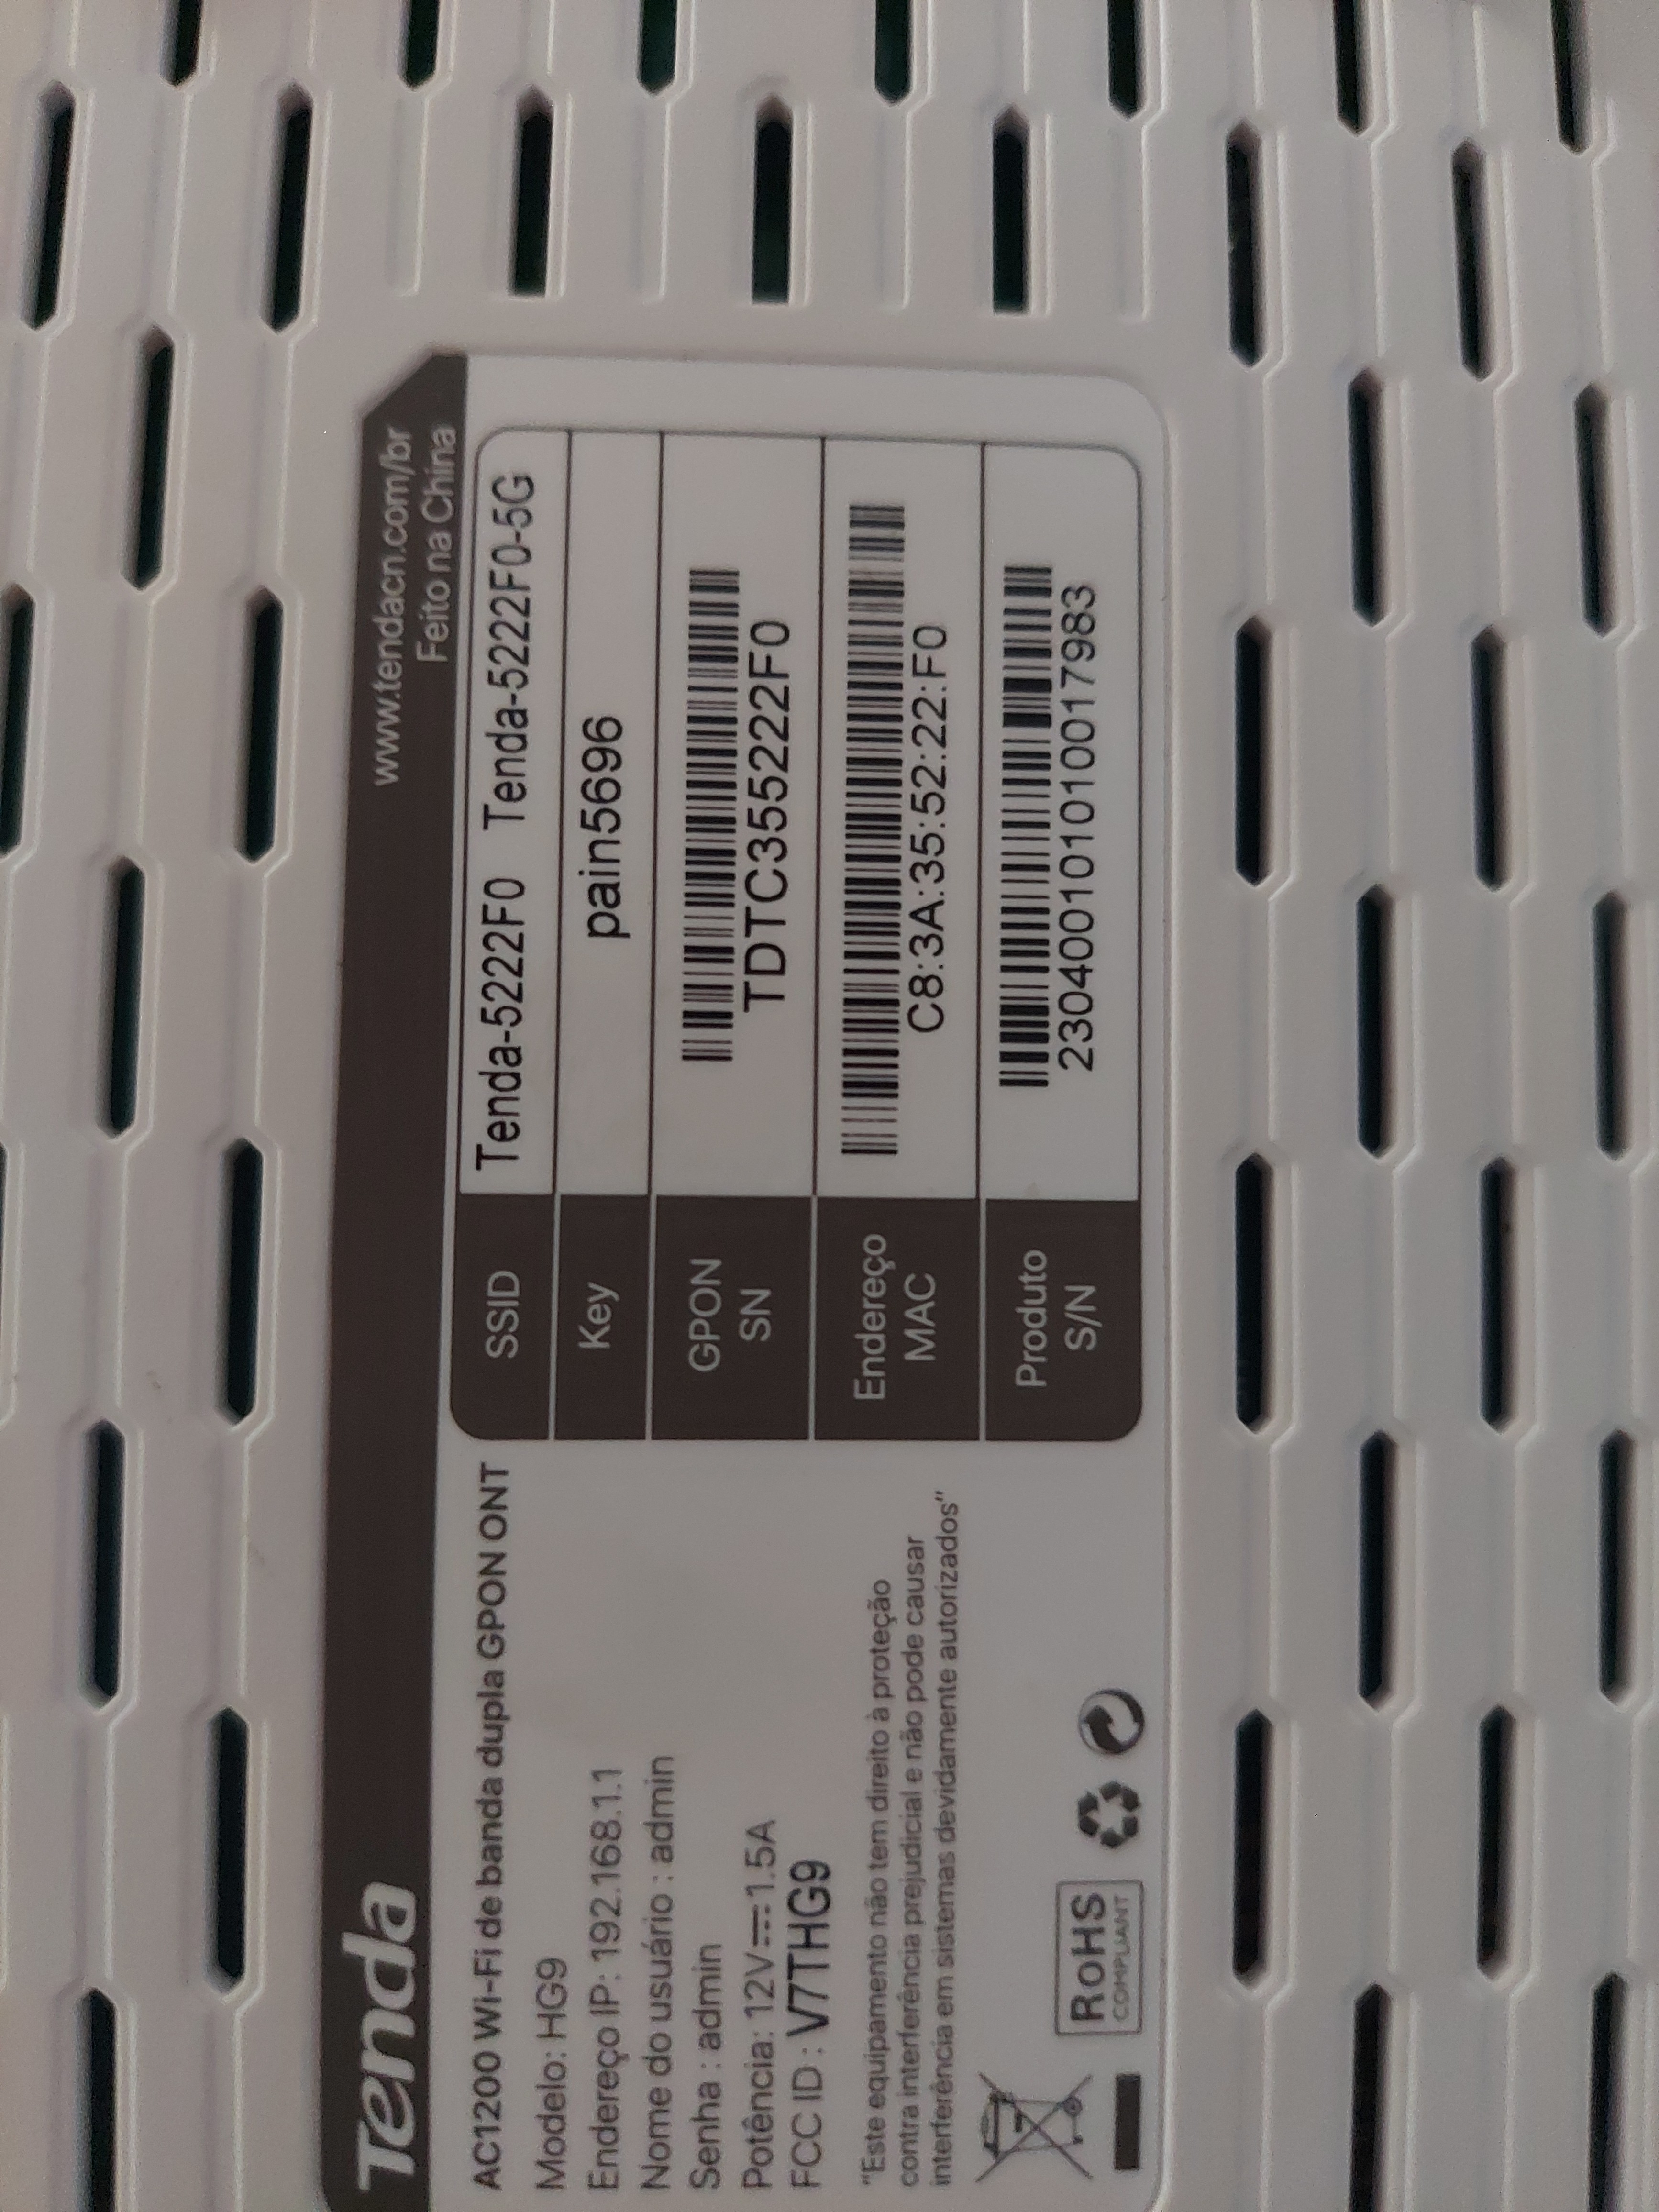 Tenda
www.tendacn.com/br
Feito na China
AC1200 Wi-Fi de banda dupla GPON ONT
Modelo: HG9
Endereço IP: 192.168.1.1
Nome do usuário : admin
Senha : admin
Potência: 12V⎓1.5A
FCC ID : V7THG9
"Este equipamento não tem direito à proteção
contra interferência prejudicial e não pode causar
interferência em sistemas devidamente autorizados"
RoHS
COMPLIANT
SSID
Tenda-5222F0 Tenda-5222F0-5G
Key
pain5696
GPON
SN
TDTC355222F0
Endereço
MAC
C8:3A:35:52:22:F0
Produto
S/N
23040010101001​7983